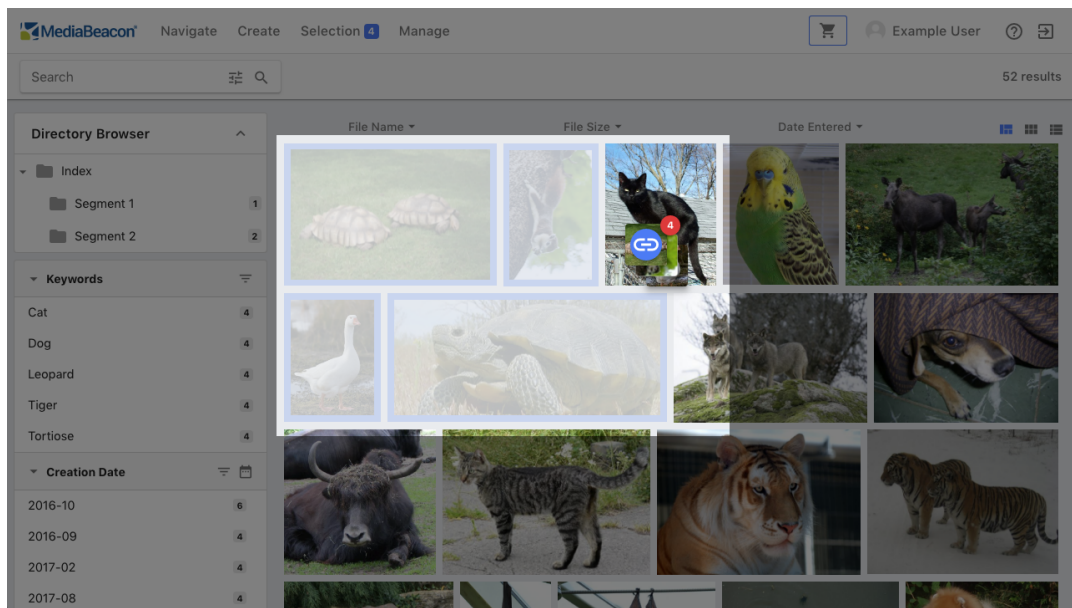 MediaBeacon Navigate Create Selection 4 Manage Example User
Search 52 results
File Name File Size Date Entered
Directory Browser
Index
Segment 1 1
Segment 2 2
4
Keywords
Cat 4
Dog 4
Leopard 4
Tiger 4
Tortiose 4
Creation Date
2016-10 6
2016-09 4
2017-02 4
2017-08 4